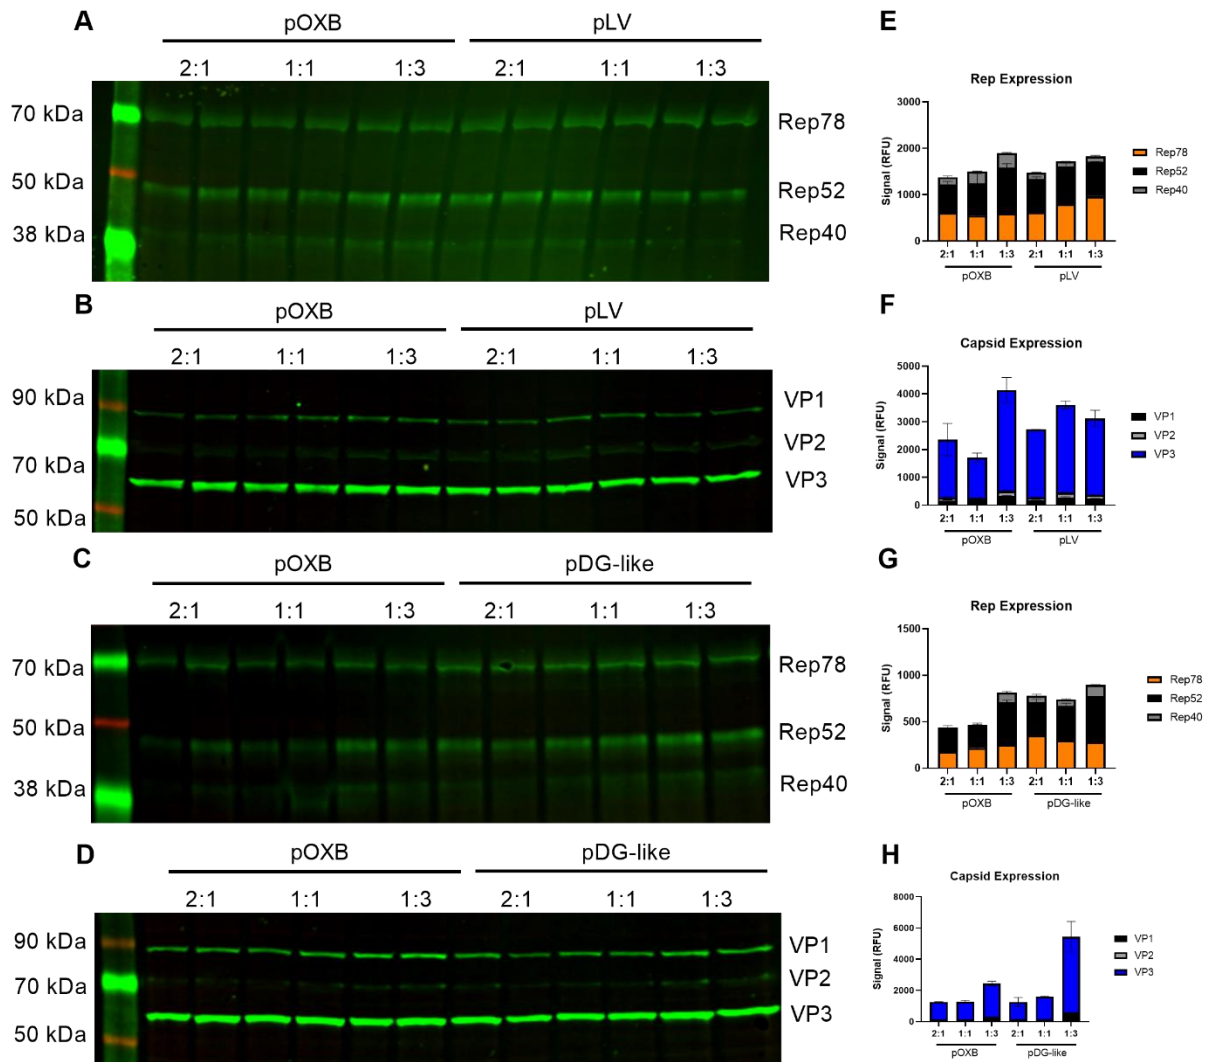 A
pOXB pLV
2:1 1:1 1:3 2:1 1:1 1:3
70 kDa
50 kDa
38 kDa
Rep78
Rep52
Rep40
E
Rep Expression
Signal (RFU)
3000
2000
1000
0
2:1 1:1 1:3 2:1 1:1 1:3
pOXB pLV
Rep78
Rep52
Rep40
B
pOXB pLV
2:1 1:1 1:3 2:1 1:1 1:3
90 kDa
70 kDa
50 kDa
VP1
VP2
VP3
F
Capsid Expression
Signal (RFU)
5000
4000
3000
2000
1000
0
2:1 1:1 1:3 2:1 1:1 1:3
pOXB pLV
VP1
VP2
VP3
C
pOXB pDG-like
2:1 1:1 1:3 2:1 1:1 1:3
70 kDa
50 kDa
38 kDa
Rep78
Rep52
Rep40
G
Rep Expression
Signal (RFU)
1500
1000
500
0
2:1 1:1 1:3 2:1 1:1 1:3
pOXB pDG-like
Rep78
Rep52
Rep40
D
pOXB pDG-like
2:1 1:1 1:3 2:1 1:1 1:3
90 kDa
70 kDa
50 kDa
VP1
VP2
VP3
H
Capsid Expression
Signal (RFU)
8000
6000
4000
2000
0
2:1 1:1 1:3 2:1 1:1 1:3
pOXB pDG-like
VP1
VP2
VP3